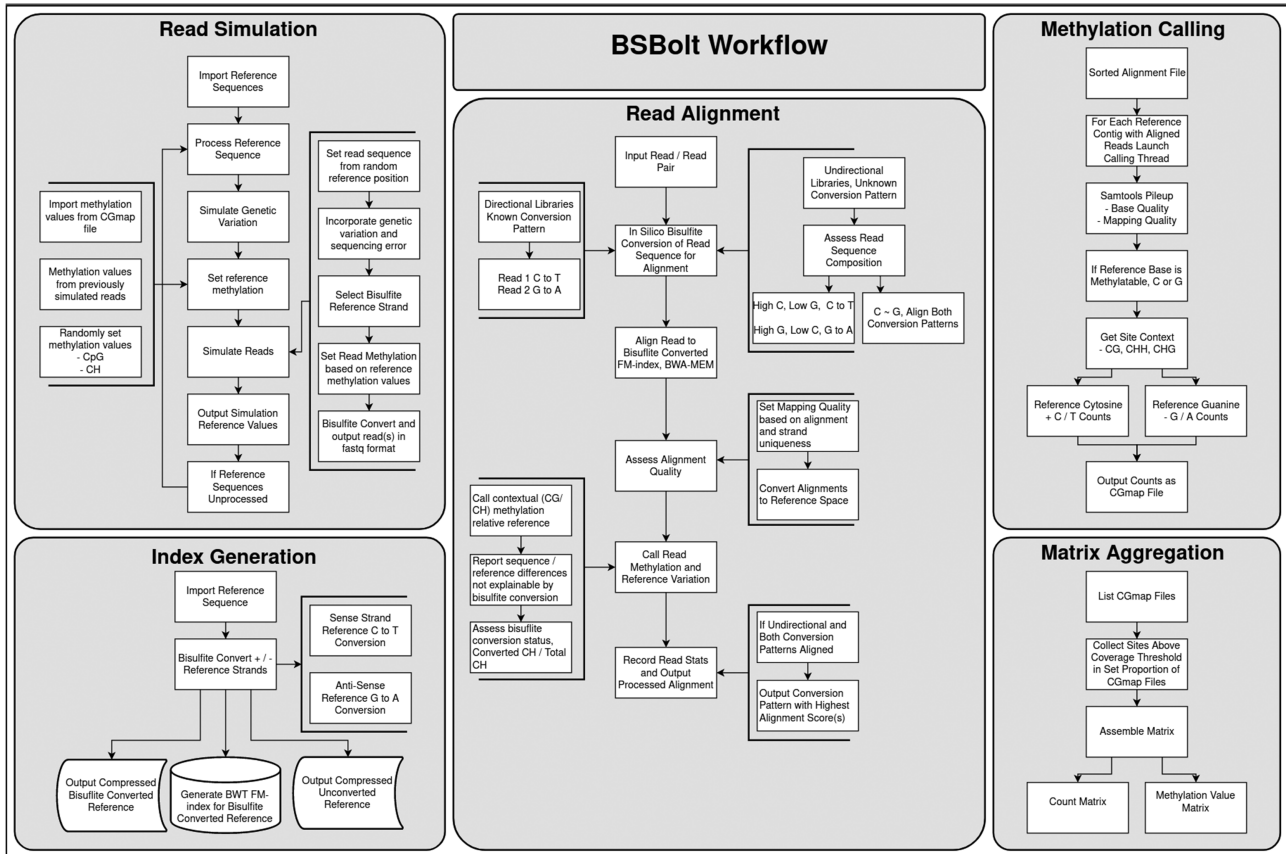 Read Simulation
Import Reference
Sequences
Process Reference
Sequence
Simulate Genetic
Variation
Set reference
methylation
Simulate Reads
Output Simulation
Reference Values
If Reference
Sequences
Unprocessed
Import methylation
values from CGmap
file
Methylation values
from previously
simulated reads
Randomly set
methylation values
- CpG
- CH
Set read sequence
from random
reference position
Incorporate genetic
variation and
sequencing error
Select Bisulfite
Reference Strand
Set Read Methylation
based on reference
methylation values
Bisulfite Convert and
output read(s) in
fastq format
Index Generation
Import Reference
Sequence
Bisulfite Convert + / -
Reference Strands
Sense Strand
Reference C to T
Conversion
Anti-Sense
Reference G to A
Conversion
Output Compressed
Bisuflite Converted
Reference
Generate BWT FM-
index for Bisulfite
Converted Reference
Output Compressed
Unconverted
Reference
BSBolt Workflow
Read Alignment
Input Read / Read
Pair
Directional Libraries
Known Conversion
Pattern
Read 1 C to T
Read 2 G to A
In Silico Bisulfite
Conversion of Read
Sequence for
Alignment
Undirectional
Libraries, Unknown
Conversion Pattern
Assess Read
Sequence
Composition
High C, Low G, C to T
High G, Low C, G to A
C ~ G, Align Both
Conversion Patterns
Align Read to
Bisuflite Converted
FM-index, BWA-MEM
Assess Alignment
Quality
Set Mapping Quality
based on alignment
and strand
uniqueness
Convert Alignments
to Reference Space
Call contextual (CG/
CH) methylation
relative reference
Report sequence /
reference differences
not explainable by
bisulfite conversion
Assess bisuflite
conversion status,
Converted CH / Total
CH
Call Read
Methylation and
Reference Variation
Record Read Stats
and Output
Processed Alignment
If Undirectional and
Both Conversion
Patterns Aligned
Output Conversion
Pattern with Highest
Alignment Score(s)
Methylation Calling
Sorted Alignment File
For Each Reference
Contig with Aligned
Reads Launch
Calling Thread
Samtools Pileup
- Base Quality
- Mapping Quality
If Reference Base is
Methylatable, C or G
Get Site Context
- CG, CHH, CHG
Reference Cytosine
+ C / T Counts
Reference Guanine
- G / A Counts
Output Counts as
CGmap File
Matrix Aggregation
List CGmap Files
Collect Sites Above
Coverage Threshold
in Set Proportion of
CGmap Files
Assemble Matrix
Count Matrix
Methylation Value
Matrix